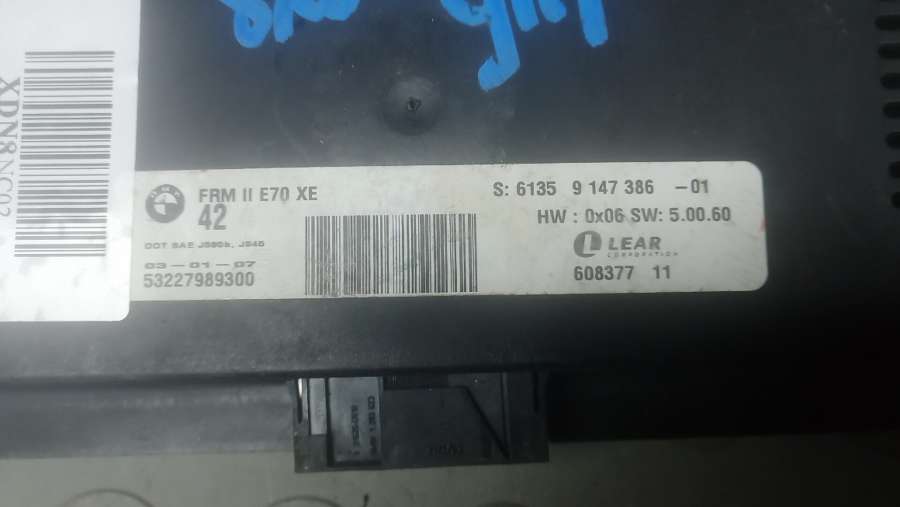 XDN8NC02
FRM II E70 XE
42
DOT SAE J590b, J945
03-01-07
53227989300
S: 6135 9 147 386 -01
HW : 0x06 SW: 5.00.60
LEAR
CORPORATION
608377 11